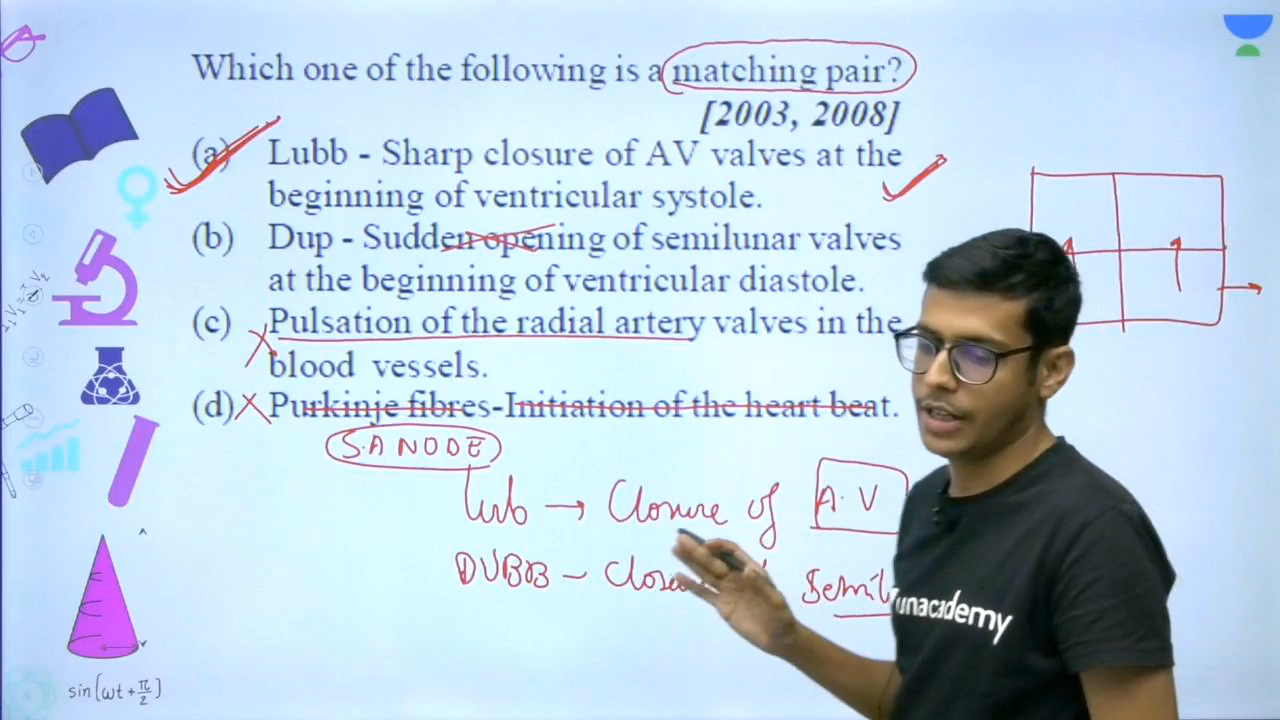 Which one of the following is a matching pair?
[2003, 2008]
(a) Lubb - Sharp closure of AV valves at the
beginning of ventricular systole.
(b) Dup - Sudden opening of semilunar valves
at the beginning of ventricular diastole.
(c) Pulsation of the radial artery valves in the
blood vessels.
(d) Purkinje fibres-Initiation of the heart beat.
S.A NODE
Lub → Closure of A.V
DUBB -
unacademy
sin(ωt + π/2)